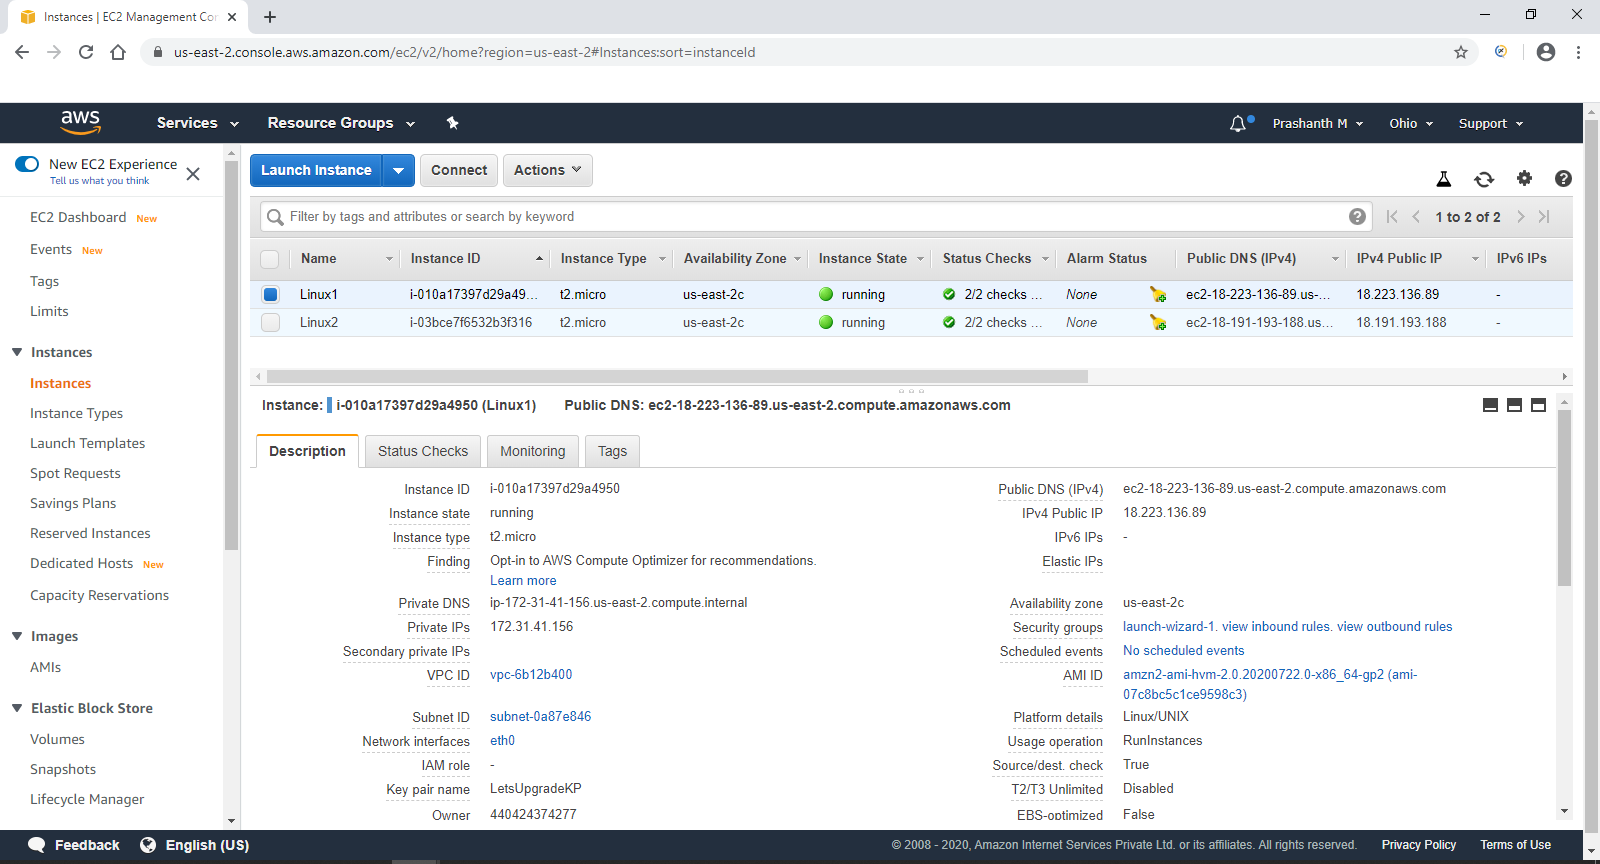 Instances | EC2 Management Con
us-east-2.console.aws.amazon.com/ec2/v2/home?region=us-east-2#Instances:sort=instanceId
aws
Services
Resource Groups
Prashanth M
Ohio
Support
New EC2 Experience
Tell us what you think
EC2 Dashboard New
Events New
Tags
Limits
Instances
Instances
Instance Types
Launch Templates
Spot Requests
Savings Plans
Reserved Instances
Dedicated Hosts New
Capacity Reservations
Images
AMIs
Elastic Block Store
Volumes
Snapshots
Lifecycle Manager
Launch Instance
Connect
Actions
Filter by tags and attributes or search by keyword
1 to 2 of 2
Name Instance ID Instance Type Availability Zone Instance State Status Checks Alarm Status Public DNS (IPv4) IPv4 Public IP IPv6 IPs
Linux1 i-010a17397d29a49... t2.micro us-east-2c running 2/2 checks ... None ec2-18-223-136-89.us-... 18.223.136.89 -
Linux2 i-03bce7f6532b3f316 t2.micro us-east-2c running 2/2 checks ... None ec2-18-191-193-188.us... 18.191.193.188 -
Instance: i-010a17397d29a4950 (Linux1) Public DNS: ec2-18-223-136-89.us-east-2.compute.amazonaws.com
Description Status Checks Monitoring Tags
Instance ID i-010a17397d29a4950
Instance state running
Instance type t2.micro
Finding Opt-in to AWS Compute Optimizer for recommendations.
Learn more
Private DNS ip-172-31-41-156.us-east-2.compute.internal
Private IPs 172.31.41.156
Secondary private IPs
VPC ID vpc-6b12b400
Subnet ID subnet-0a87e846
Network interfaces eth0
IAM role -
Key pair name LetsUpgradeKP
Owner 440424374277
Public DNS (IPv4) ec2-18-223-136-89.us-east-2.compute.amazonaws.com
IPv4 Public IP 18.223.136.89
IPv6 IPs -
Elastic IPs
Availability zone us-east-2c
Security groups launch-wizard-1. view inbound rules. view outbound rules
Scheduled events No scheduled events
AMI ID amzn2-ami-hvm-2.0.20200722.0-x86_64-gp2 (ami-
07c8bc5c1ce9598c3)
Platform details Linux/UNIX
Usage operation RunInstances
Source/dest. check True
T2/T3 Unlimited Disabled
EBS-optimized False
Feedback
English (US)
© 2008 - 2020, Amazon Internet Services Private Ltd. or its affiliates. All rights reserved.
Privacy Policy
Terms of Use